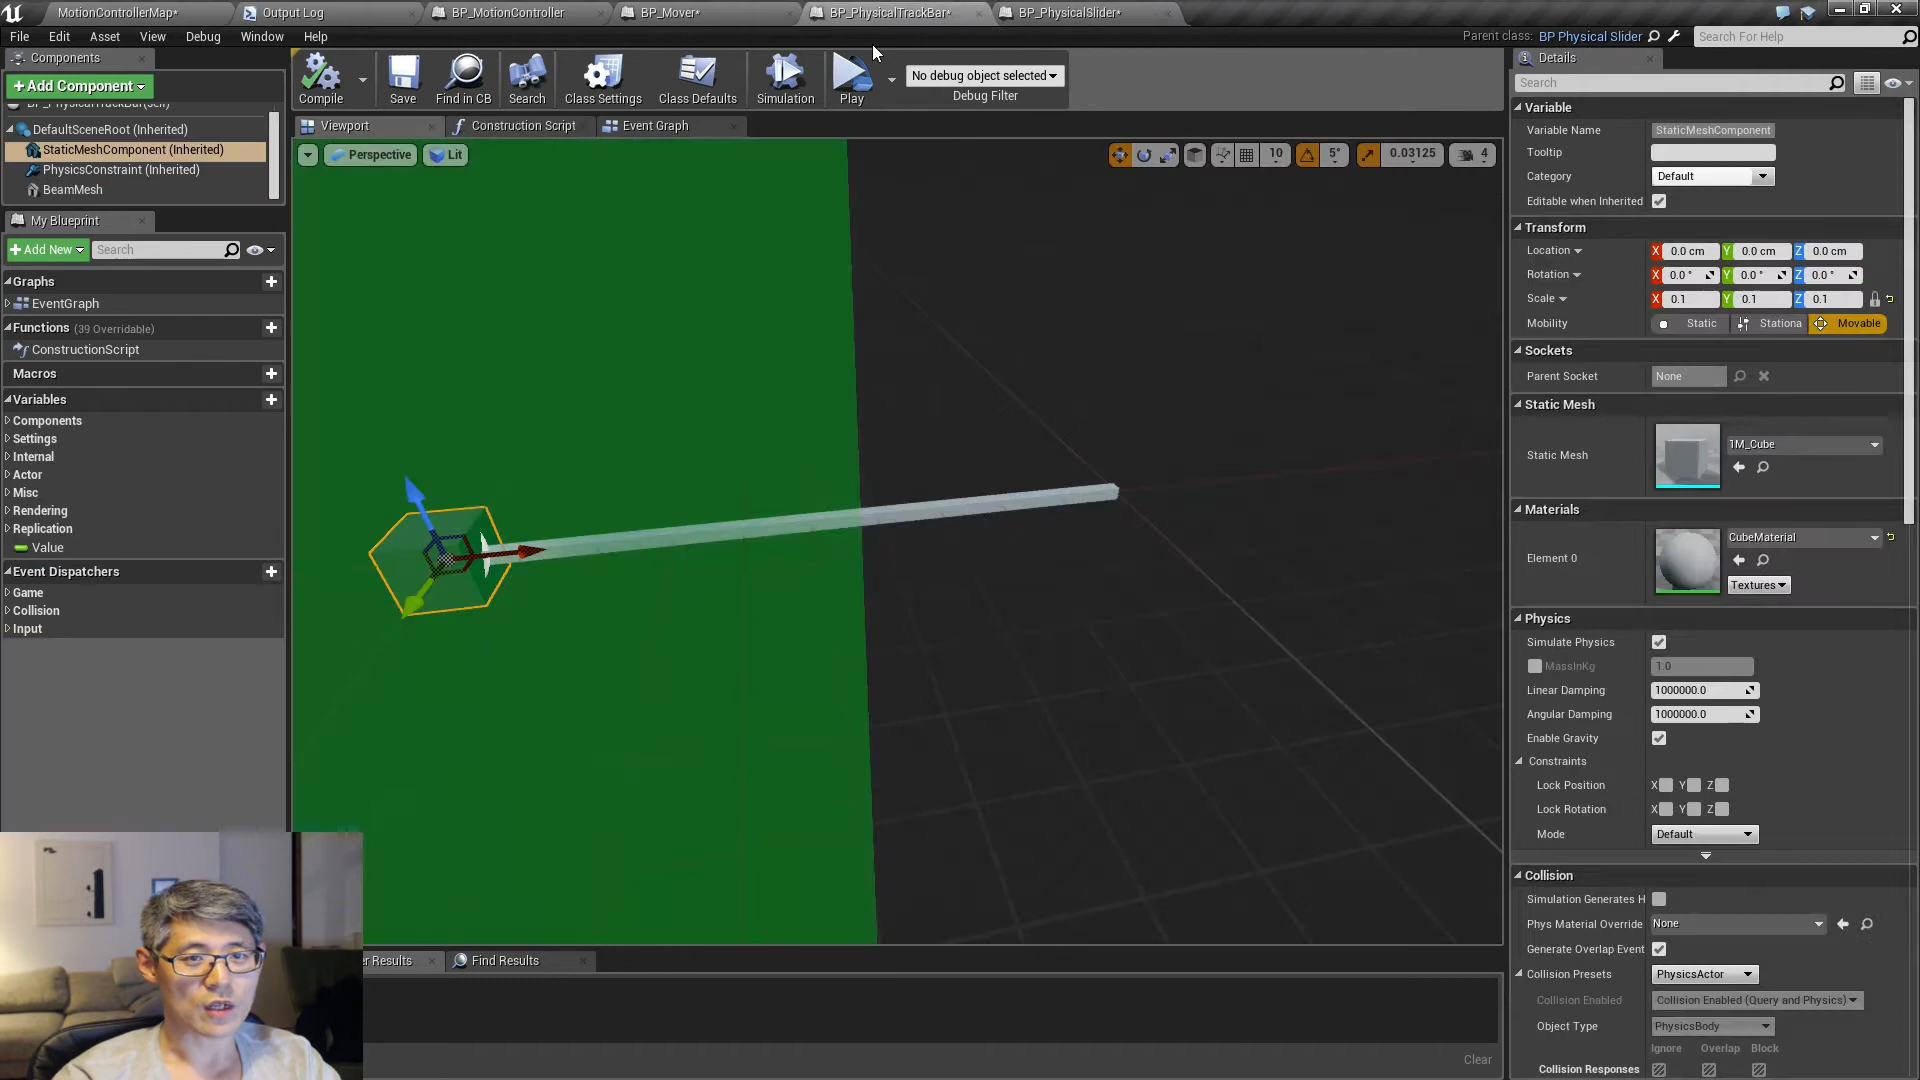 MotionControllerMap*
Output Log
BP_MotionController
BP_Mover*
BP_PhysicalTrackBar*
BP_PhysicalSlider*
File Edit Asset View Debug Window Help
Parent class: BP Physical Slider
Search For Help
Components
+Add Component
BP_PhysicalTrackBar(Self)
DefaultSceneRoot (Inherited)
StaticMeshComponent (Inherited)
PhysicsConstraint (Inherited)
BeamMesh
My Blueprint
+Add New
Search
Graphs
EventGraph
Functions (39 Overridable)
ConstructionScript
Macros
Variables
Components
Settings
Internal
Actor
Misc
Rendering
Replication
Value
Event Dispatchers
Game
Collision
Input
Compile
Save
Find in CB
Search
Class Settings
Class Defaults
Simulation
Play
No debug object selected
Debug Filter
Viewport
Construction Script
Event Graph
Perspective
Lit
10
5°
0.03125
4
er Results
Find Results
Clear
Details
Search
Variable
Variable Name StaticMeshComponent
Tooltip
Category Default
Editable when Inherited
Transform
Location X 0.0 cm Y 0.0 cm Z 0.0 cm
Rotation X 0.0 ° Y 0.0 ° Z 0.0 °
Scale X 0.1 Y 0.1 Z 0.1
Mobility Static Stationa Movable
Sockets
Parent Socket None
Static Mesh
Static Mesh 1M_Cube
Materials
Element 0 CubeMaterial
Textures
Physics
Simulate Physics
MassInKg 1.0
Linear Damping 1000000.0
Angular Damping 1000000.0
Enable Gravity
Constraints
Lock Position X Y Z
Lock Rotation X Y Z
Mode Default
Collision
Simulation Generates H
Phys Material Override None
Generate Overlap Event
Collision Presets PhysicsActor
Collision Enabled Collision Enabled (Query and Physics)
Object Type PhysicsBody
Ignore Overlap Block
Collision Responses